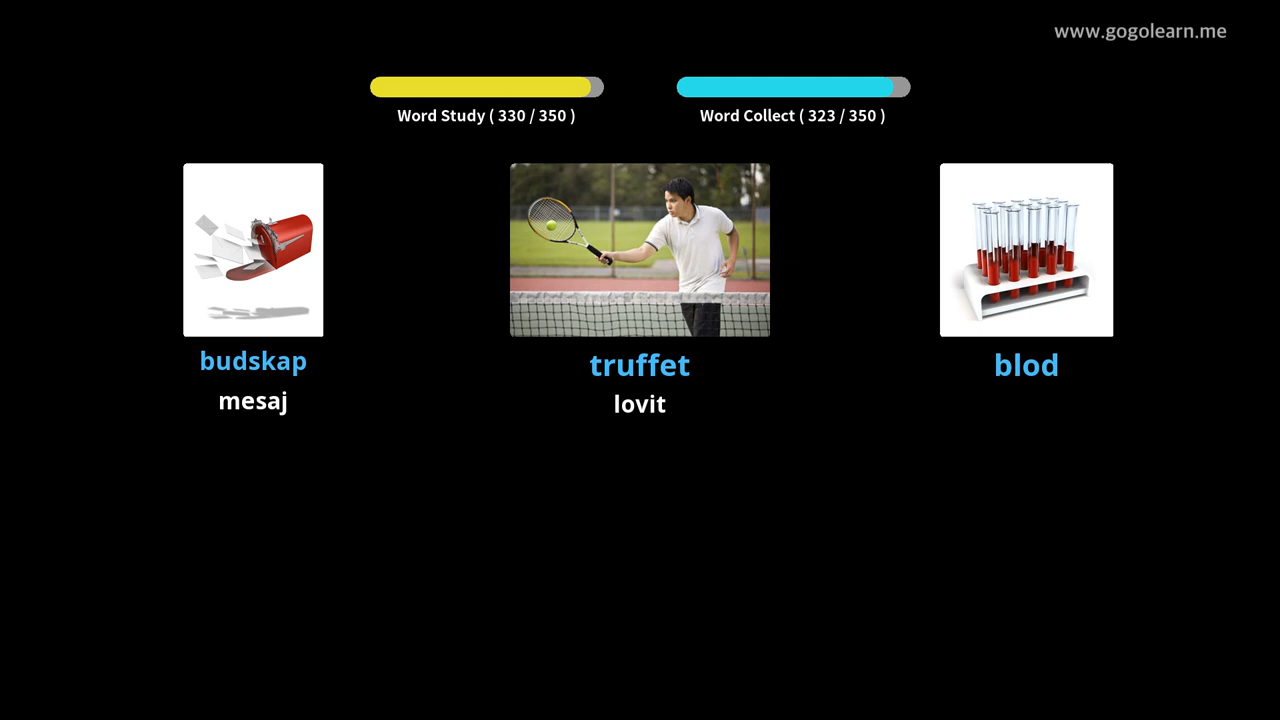 www.gogolearn.me
Word Study ( 330 / 350 )
Word Collect ( 323 / 350 )
budskap
mesaj
truffet
lovit
blod